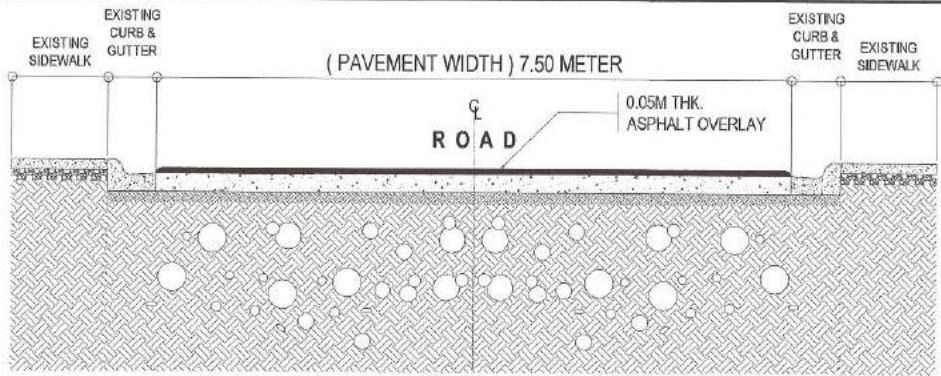 EXISTING
SIDEWALK
EXISTING
CURB &
GUTTER
( PAVEMENT WIDTH ) 7.50 METER
EXISTING
CURB &
GUTTER
EXISTING
SIDEWALK
CL
ROAD
0.05M THK.
ASPHALT OVERLAY